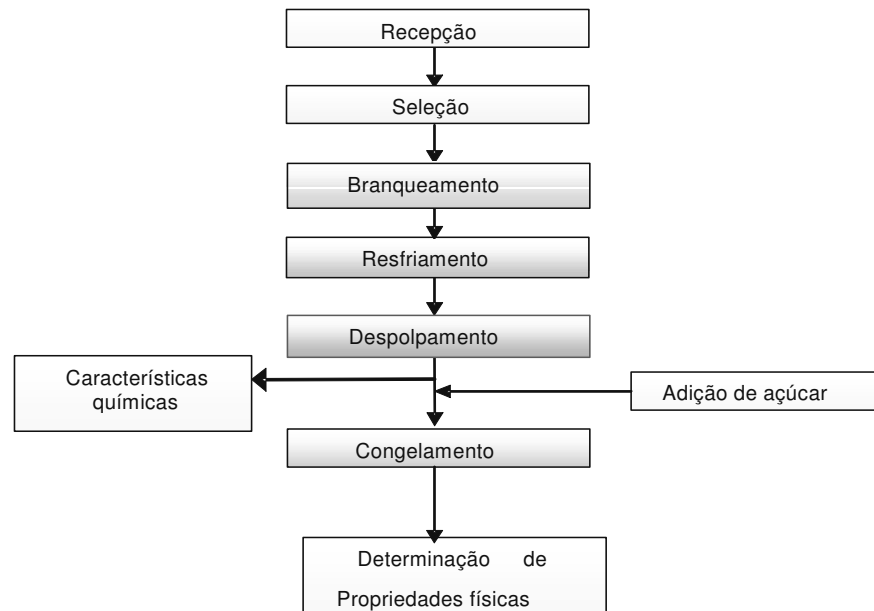 Recepção
Seleção
Branqueamento
Resfriamento
Despolpamento
Características
químicas
Adição de açúcar
Congelamento
Determinação de
Propriedades físicas